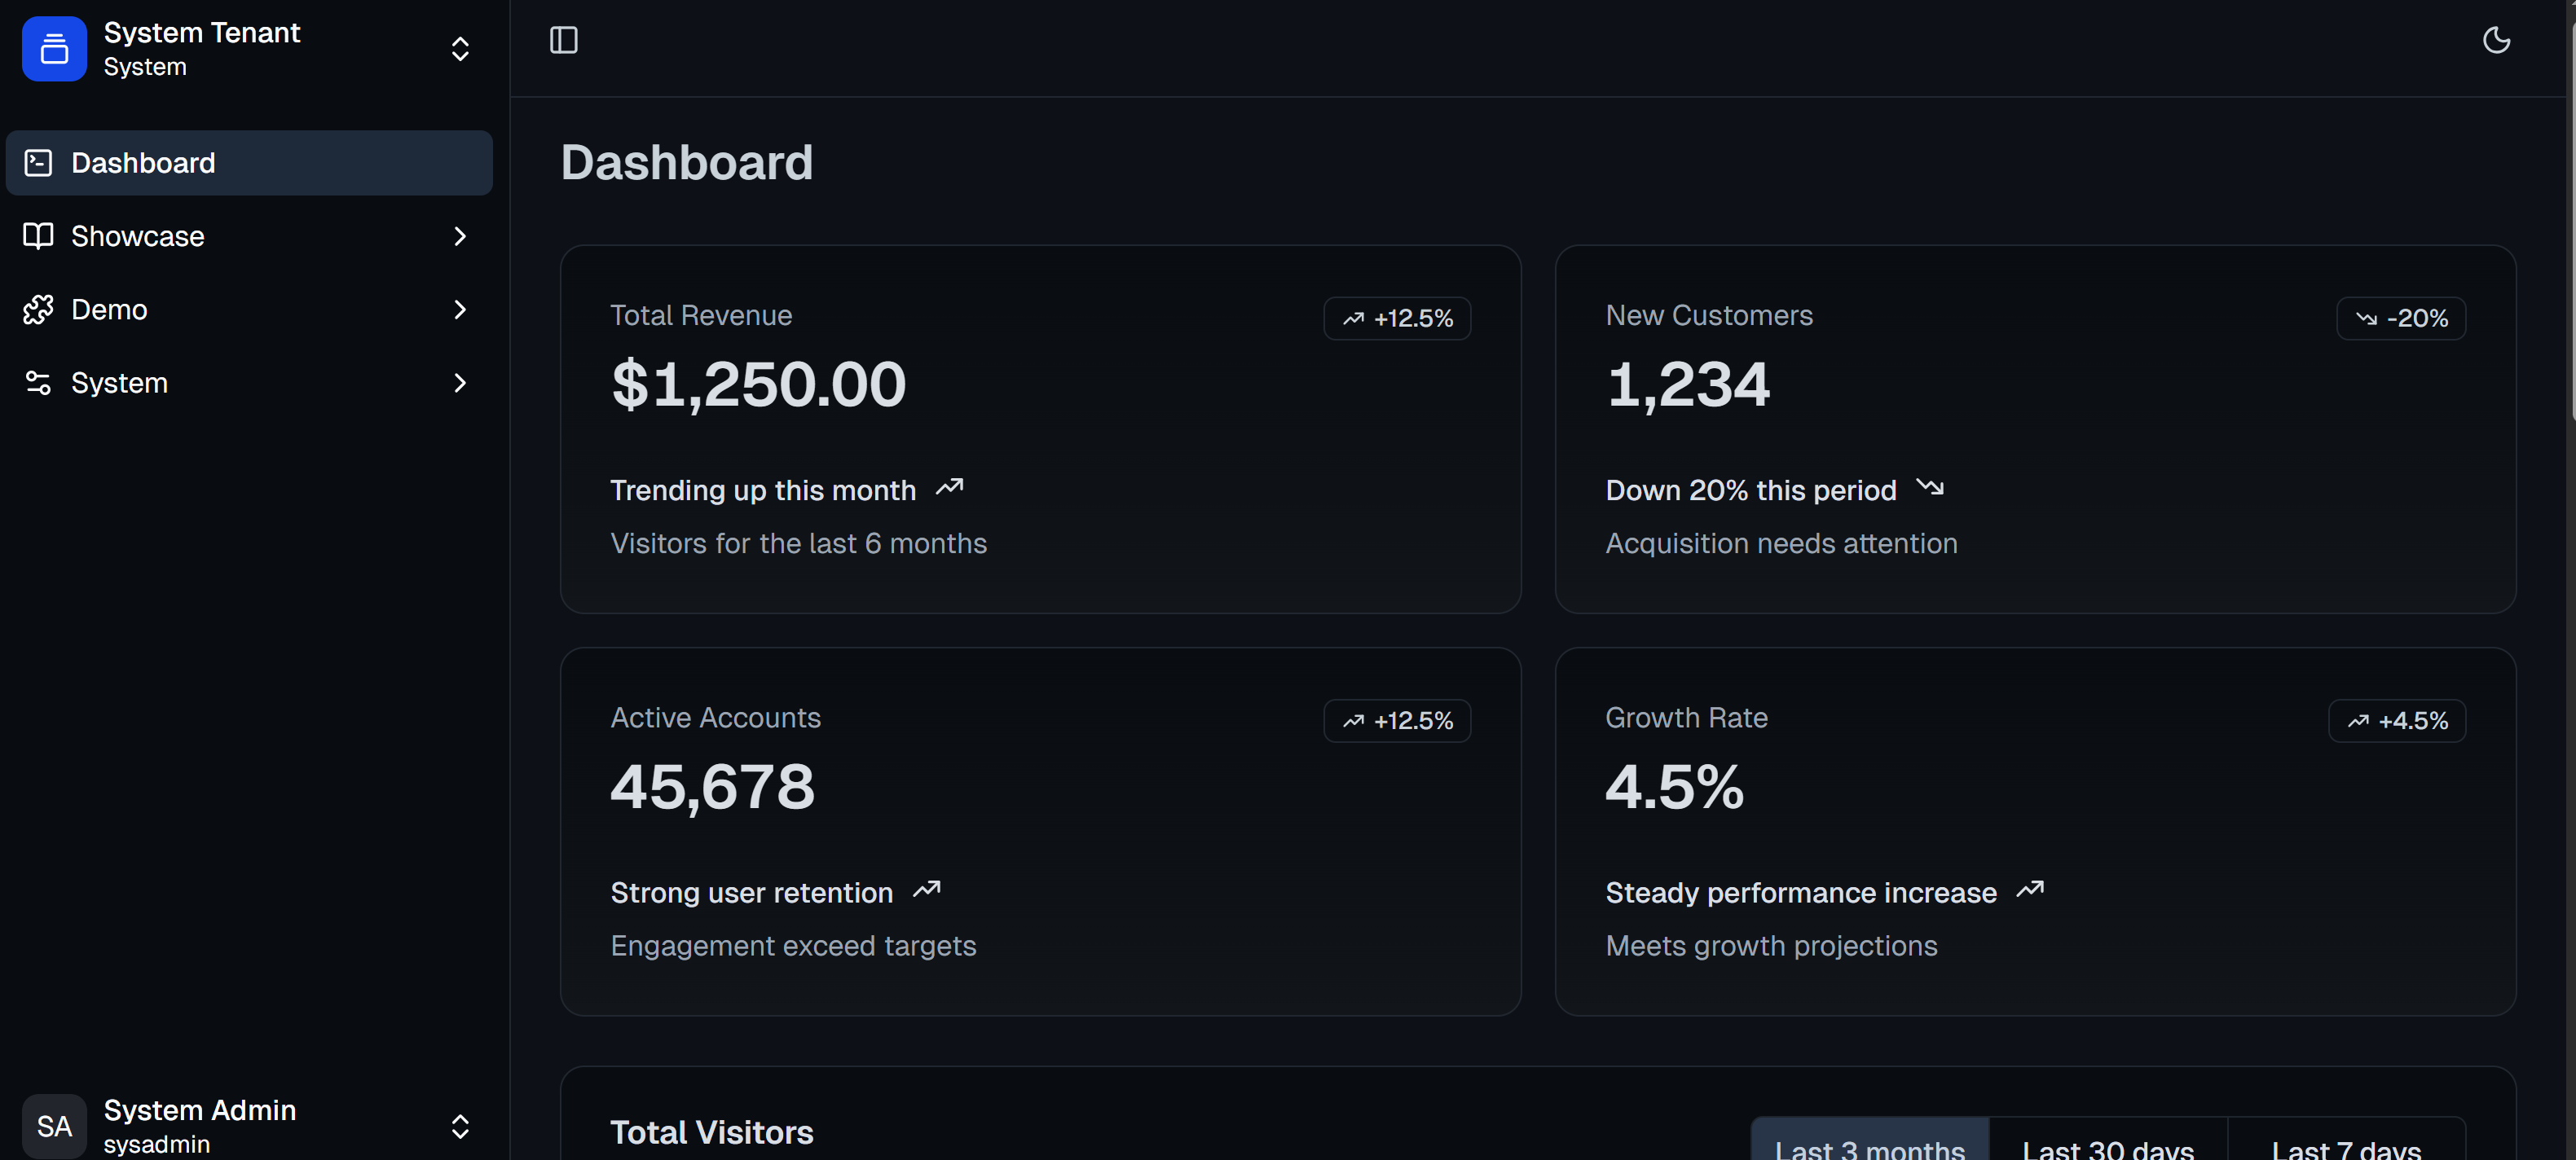 System Tenant
System
Dashboard
Showcase
Demo
System
SA
System Admin
sysadmin
Dashboard
Total Revenue
+12.5%
$1,250.00
Trending up this month
Visitors for the last 6 months
New Customers
-20%
1,234
Down 20% this period
Acquisition needs attention
Active Accounts
+12.5%
45,678
Strong user retention
Engagement exceed targets
Growth Rate
+4.5%
4.5%
Steady performance increase
Meets growth projections
Total Visitors
Last 3 months
Last 30 days
Last 7 days